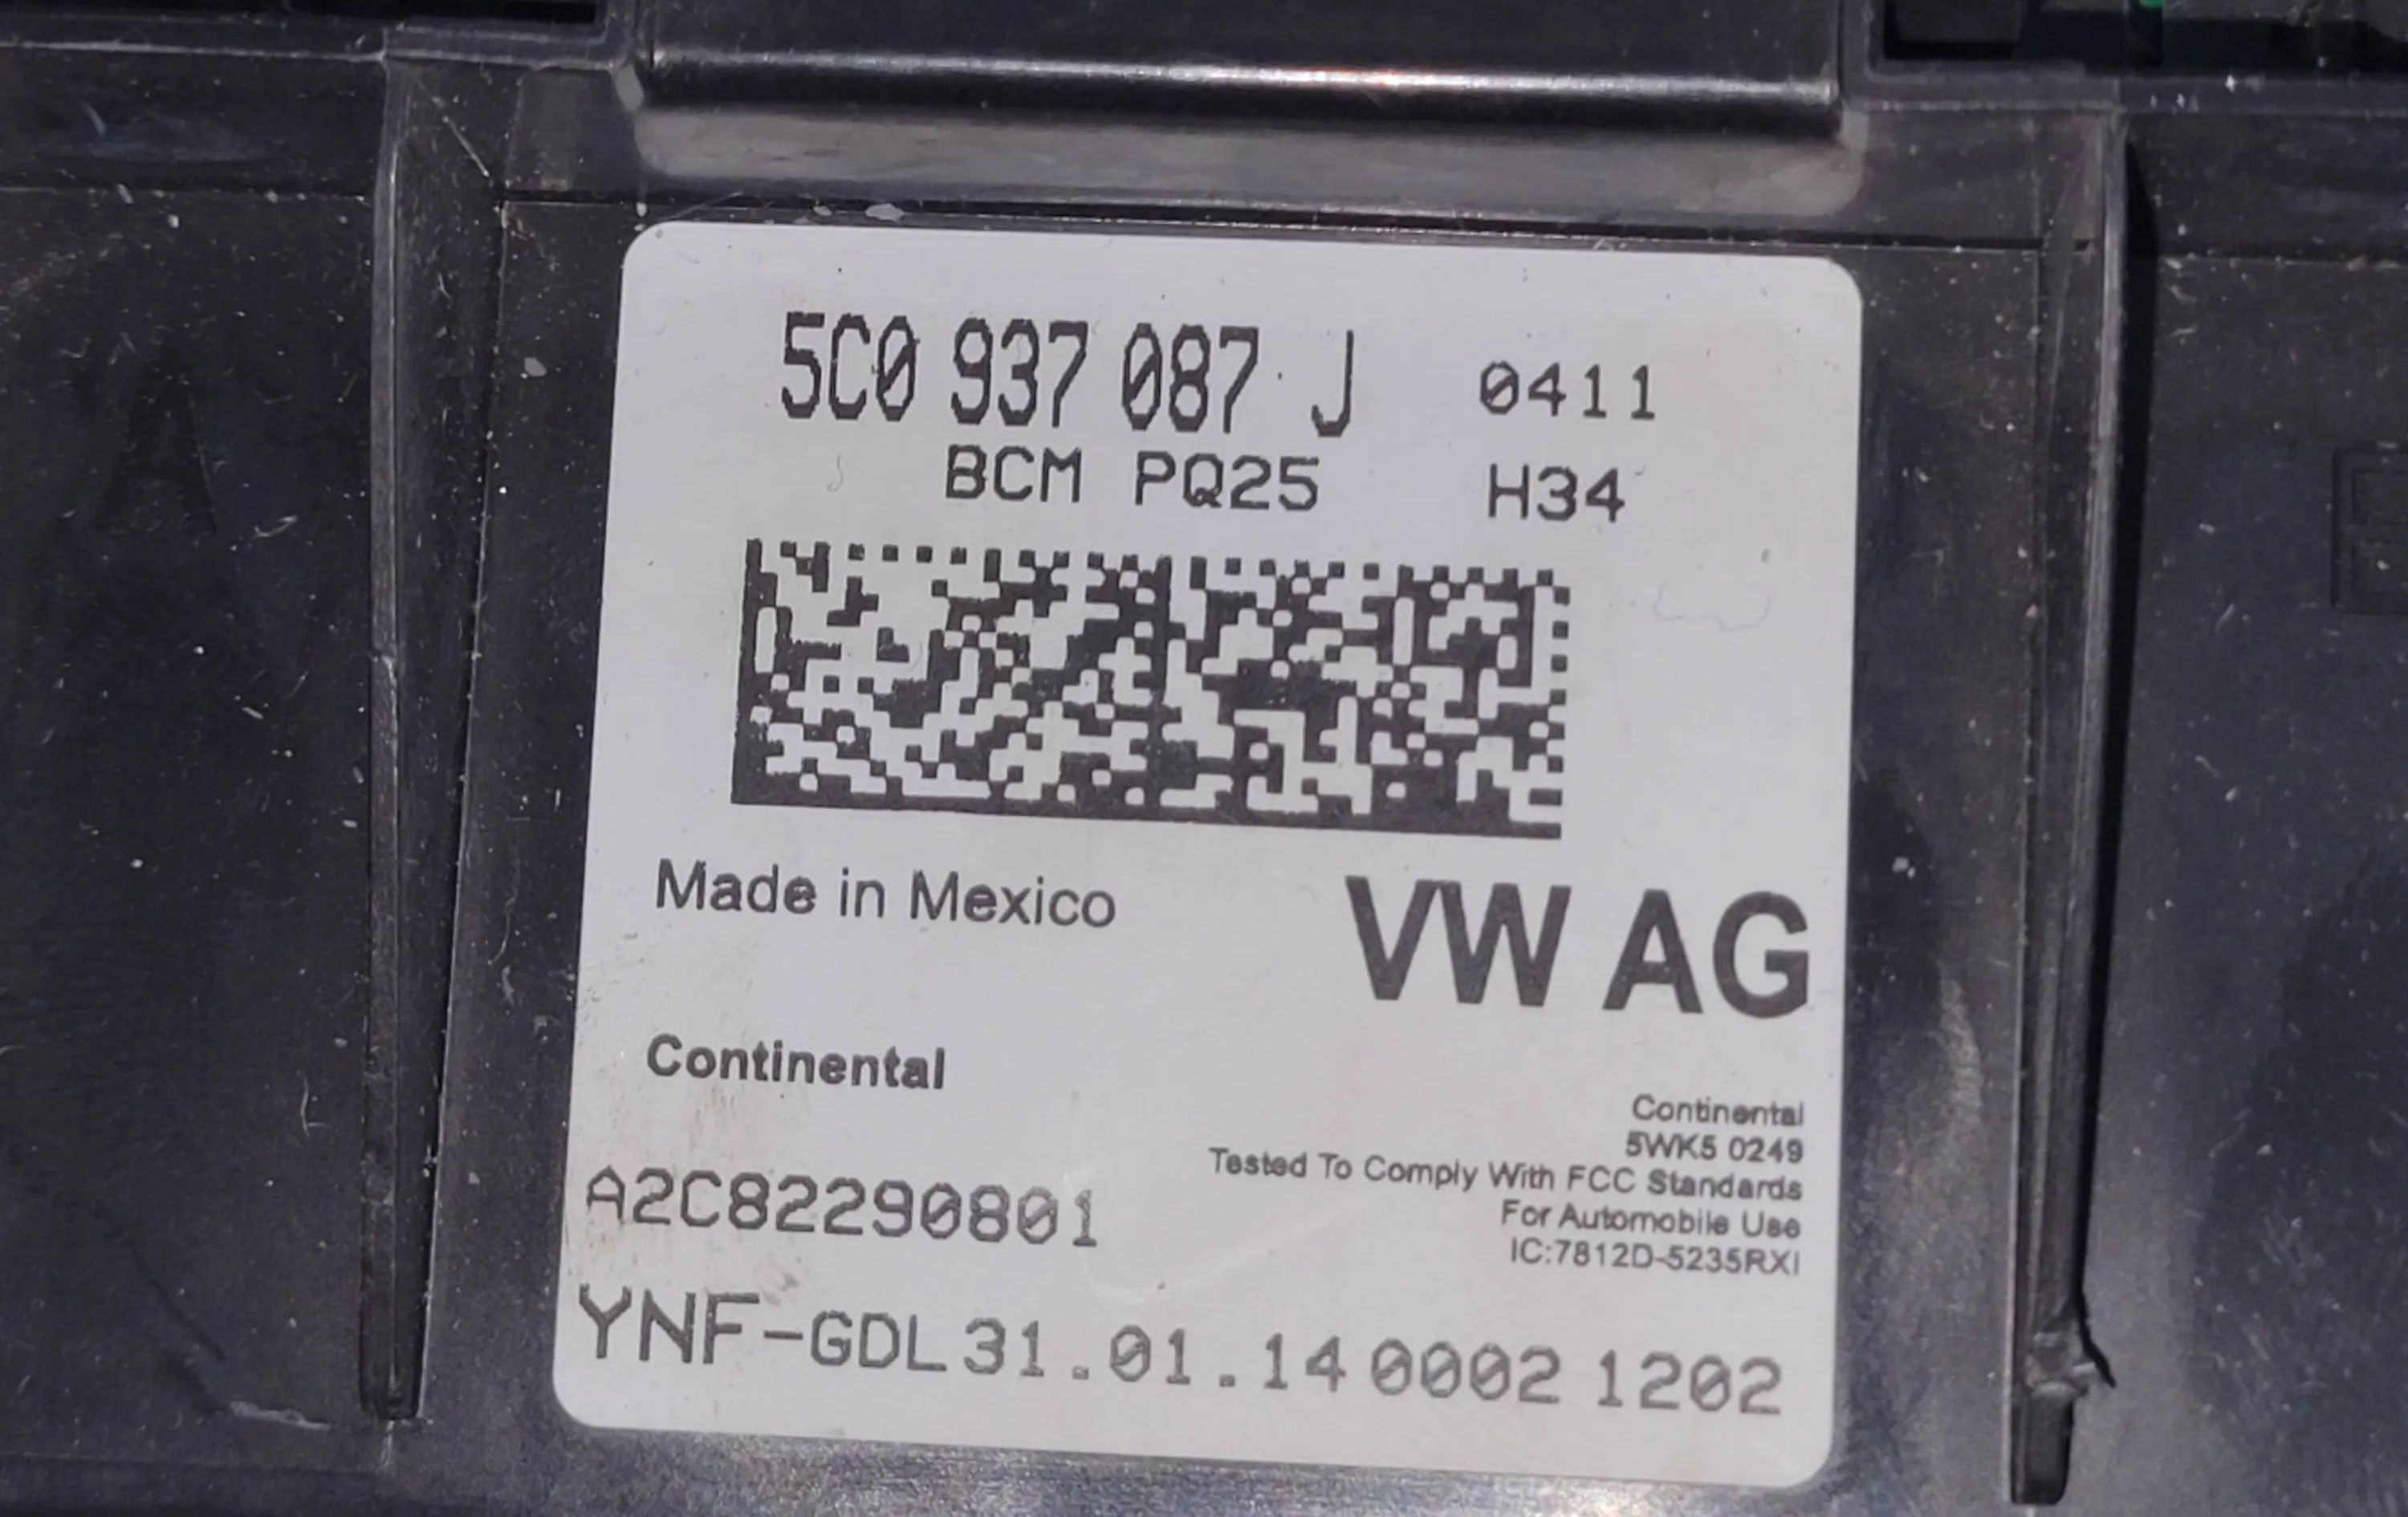 5C0 937 087 J 0411
BCM PQ25 H34
Made in Mexico
VW AG
Continental
Continental
5WK5 0249
Tested To Comply With FCC Standards
For Automobile Use
IC:7812D-5235RXI
A2C82290801
YNF-GDL 31.01.14 0002 1202